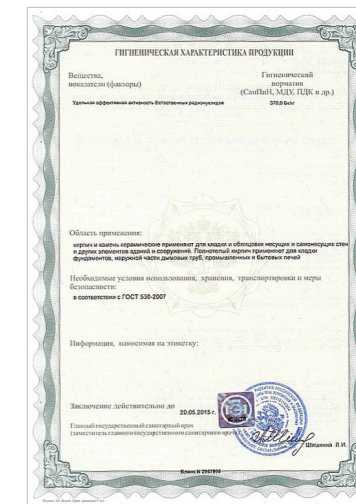 ГИГИЕНИЧЕСКАЯ ХАРАКТЕРИСТИКА ПРОДУКЦИИ
Вещества,
показатели (факторы)
Гигиенический
норматив
(СанПиН, МДУ, ПДК и др.)
Удельная эффективная активность Естественных радионуклидов
370,0 Бк/кг
Область применения:
кирпич и камень керамические применяют для кладки и облицовки несущих и самонесущих стен
и других элементов зданий и сооружений. Полнотелый кирпич применяют для кладки
фундаментов, наружной части дымовых труб, промышленных и бытовых печей
Необходимые условия использования, хранения, транспортировки и меры
безопасности:
в соответствии с ГОСТ 530-2007
Информация, наносимая на этикетку:
Заключение действительно до
20.05.2015 г.
Главный государственный санитарный врач
(заместитель главного государственного санитарного врача)
Шишкина В.И.
Бланк N 2567895